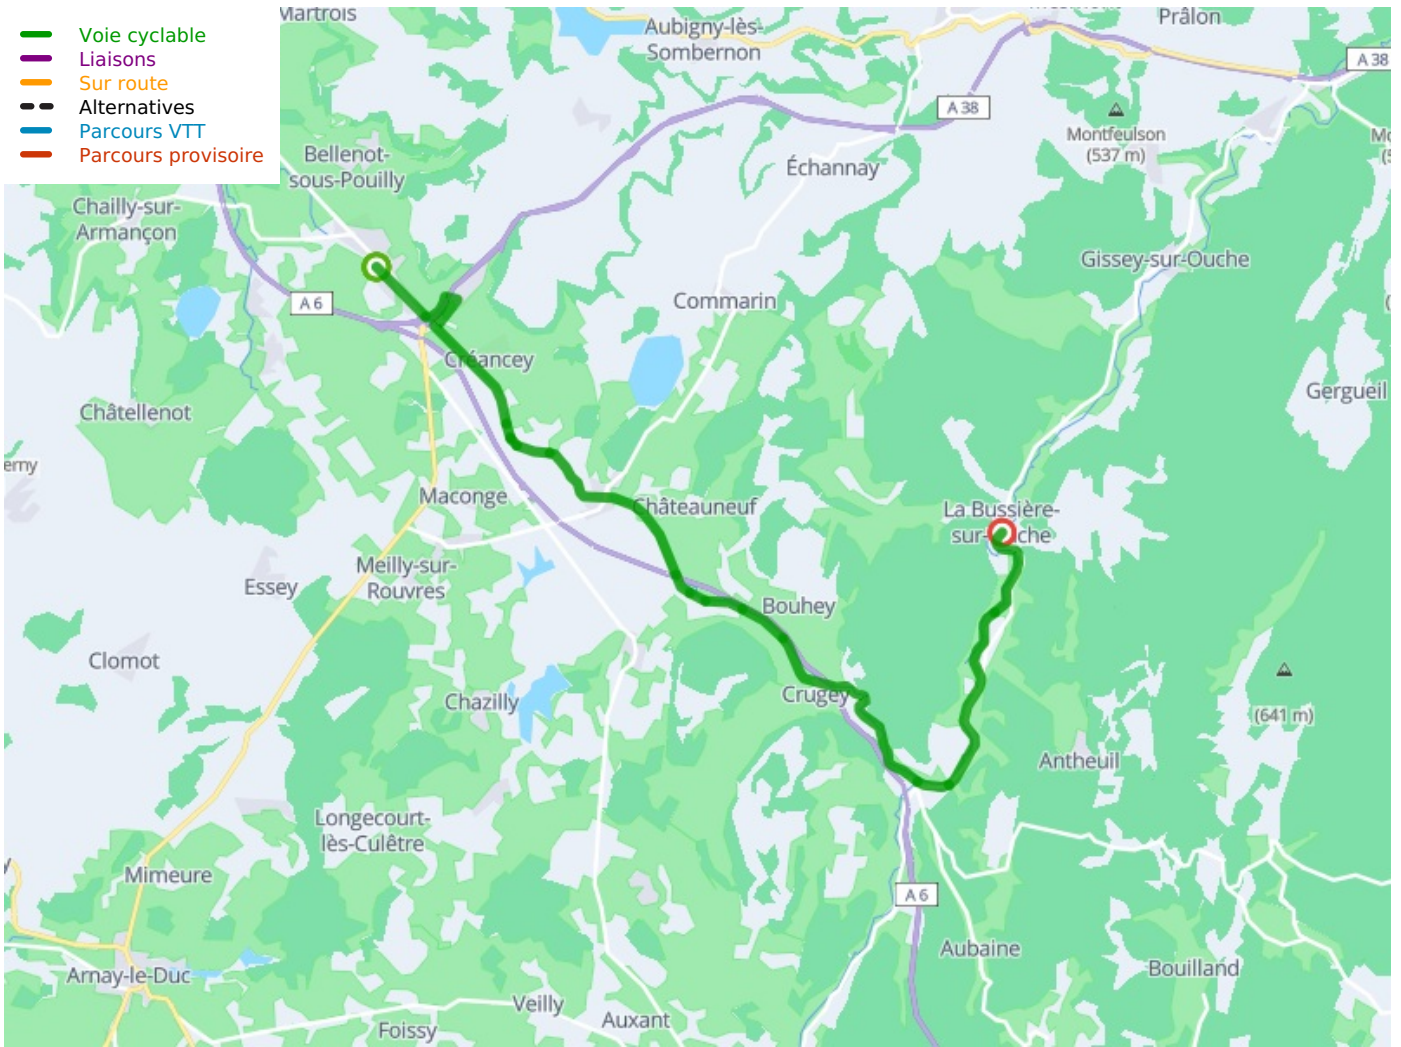 Voie cyclable
Liaisons
Sur route
Alternatives
Parcours VTT
Parcours provisoire
Martrois
Aubigny-lès-
Sombernon
Prâlon
A 38
A 38
Montfeulson
(537 m)
Bellenot-
sous-Pouilly
Échannay
Chailly-sur-
Armançon
Gissey-sur-Ouche
A 6
Commarin
Créancey
Gergueil
Châtellenot
erny
Maconge
Châteauneuf
La Bussière-
sur-Ouche
Meilly-sur-
Rouvres
Essey
Bouhey
Clomot
Crugey
Chazilly
(641 m)
Antheuil
Longecourt-
lès-Culêtre
Mimeure
A 6
Aubaine
Bouilland
Arnay-le-Duc
Veilly
Auxant
Foissy